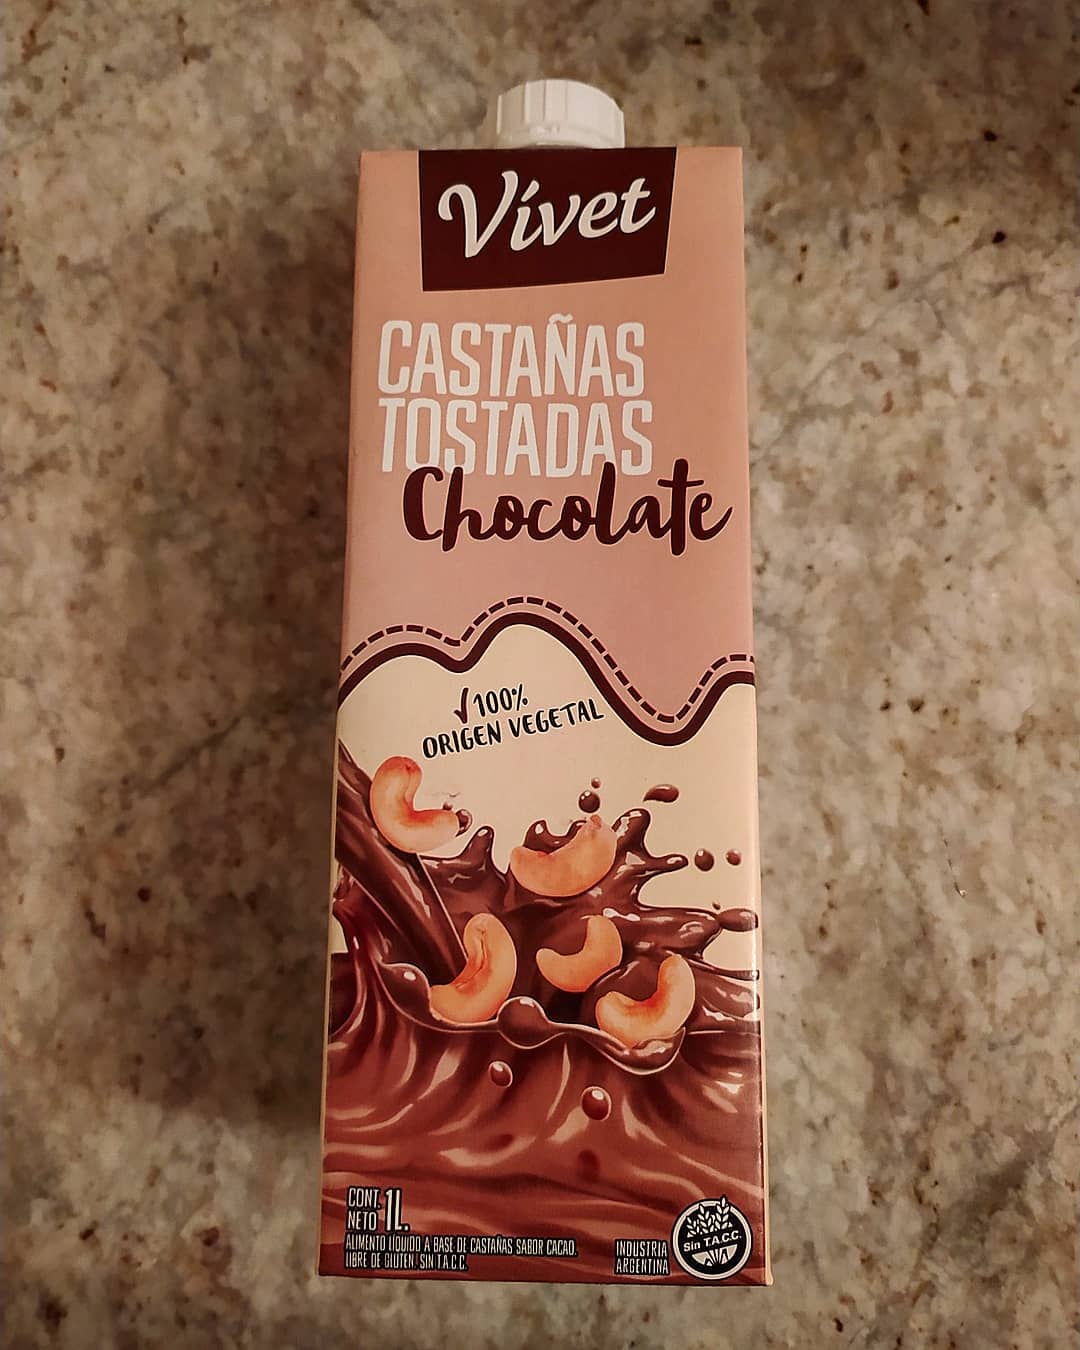 Vívet
CASTAÑAS
TOSTADAS
Chocolate
100%
ORIGEN VEGETAL
CONT.
NETO 1L.
ALIMENTO LÍQUIDO A BASE DE CASTAÑAS SABOR CACAO.
LIBRE DE GLUTEN. SIN T.A.C.C.
INDUSTRIA
ARGENTINA
Sin T.A.C.C.